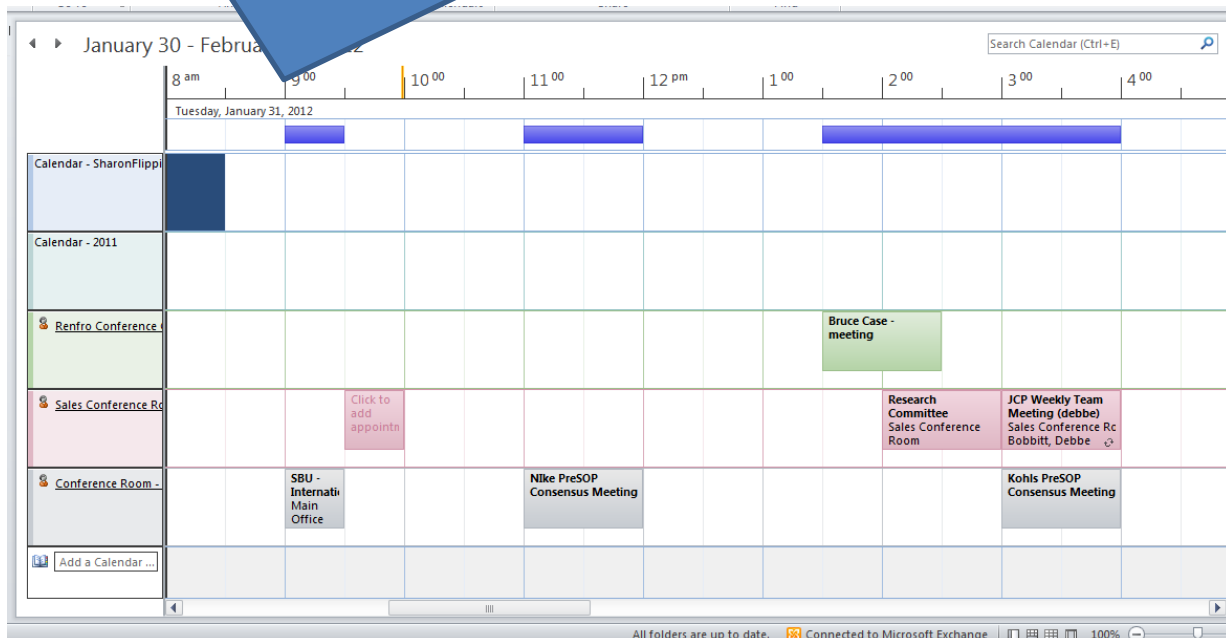 January 30 - Februa
Search Calendar (Ctrl+E)
8 am 9 00 10 00 11 00 12 pm 1 00 2 00 3 00 4 00
Tuesday, January 31, 2012
Calendar - SharonFlippi
Calendar - 2011
Renfro Conference
Bruce Case -
meeting
Sales Conference Ro
Click to
add
appointn
Research
Committee
Sales Conference
Room
JCP Weekly Team
Meeting (debbe)
Sales Conference Rc
Bobbitt, Debbe
Conference Room -
SBU -
Internati
Main
Office
NIke PreSOP
Consensus Meeting
Kohls PreSOP
Consensus Meeting
Add a Calendar ...
All folders are up to date. Connected to Microsoft Exchange 100%